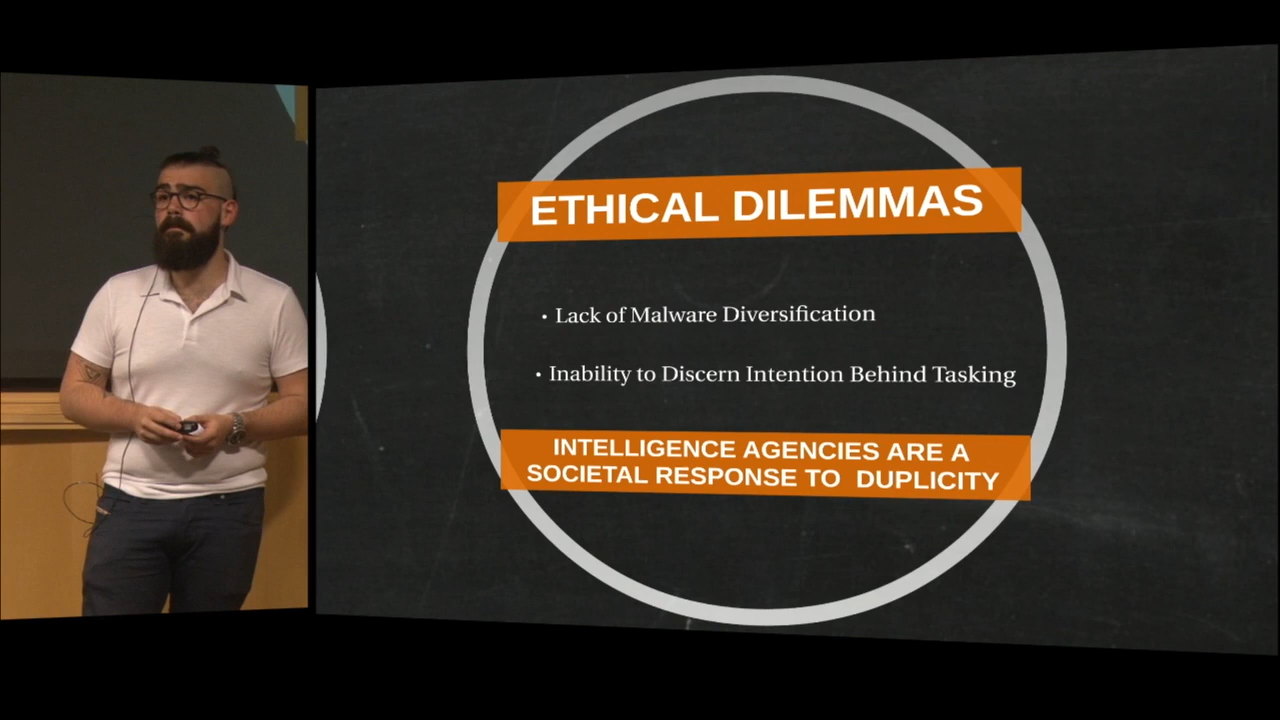 ETHICAL DILEMMAS
• Lack of Malware Diversification
• Inability to Discern Intention Behind Tasking
INTELLIGENCE AGENCIES ARE A
SOCIETAL RESPONSE TO DUPLICITY